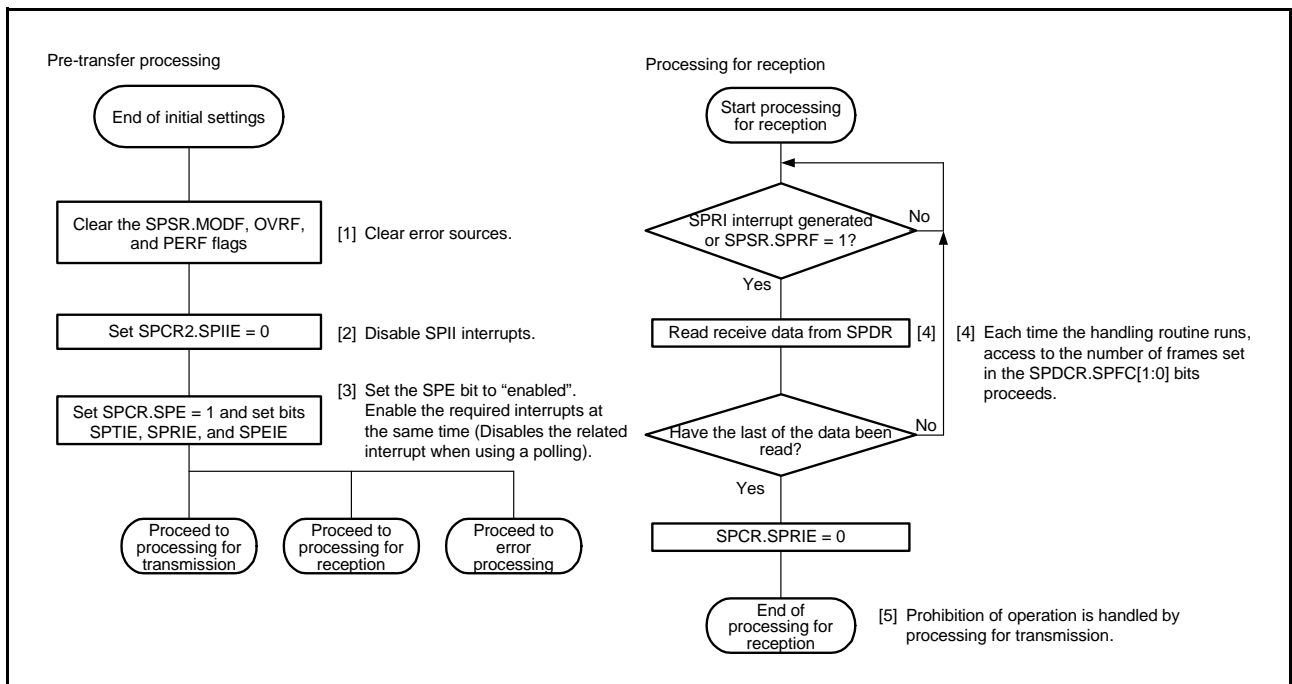 Pre-transfer processing
End of initial settings
Clear the SPSR.MODF, OVRF,
and PERF flags
[1] Clear error sources.
Set SPCR2.SPIIE = 0
[2] Disable SPII interrupts.
Set SPCR.SPE = 1 and set bits
SPTIE, SPRIE, and SPEIE
[3] Set the SPE bit to “enabled”.
Enable the required interrupts at
the same time (Disables the related
interrupt when using a polling).
Proceed to
processing for
transmission
Proceed to
processing for
reception
Proceed to
error
processing
Processing for reception
Start processing
for reception
SPRI interrupt generated
or SPSR.SPRF = 1?
No
Yes
Read receive data from SPDR
[4]
[4] Each time the handling routine runs,
access to the number of frames set
in the SPDCR.SPFC[1:0] bits
proceeds.
Have the last of the data been
read?
No
Yes
SPCR.SPRIE = 0
End of
processing for
reception
[5] Prohibition of operation is handled by
processing for transmission.